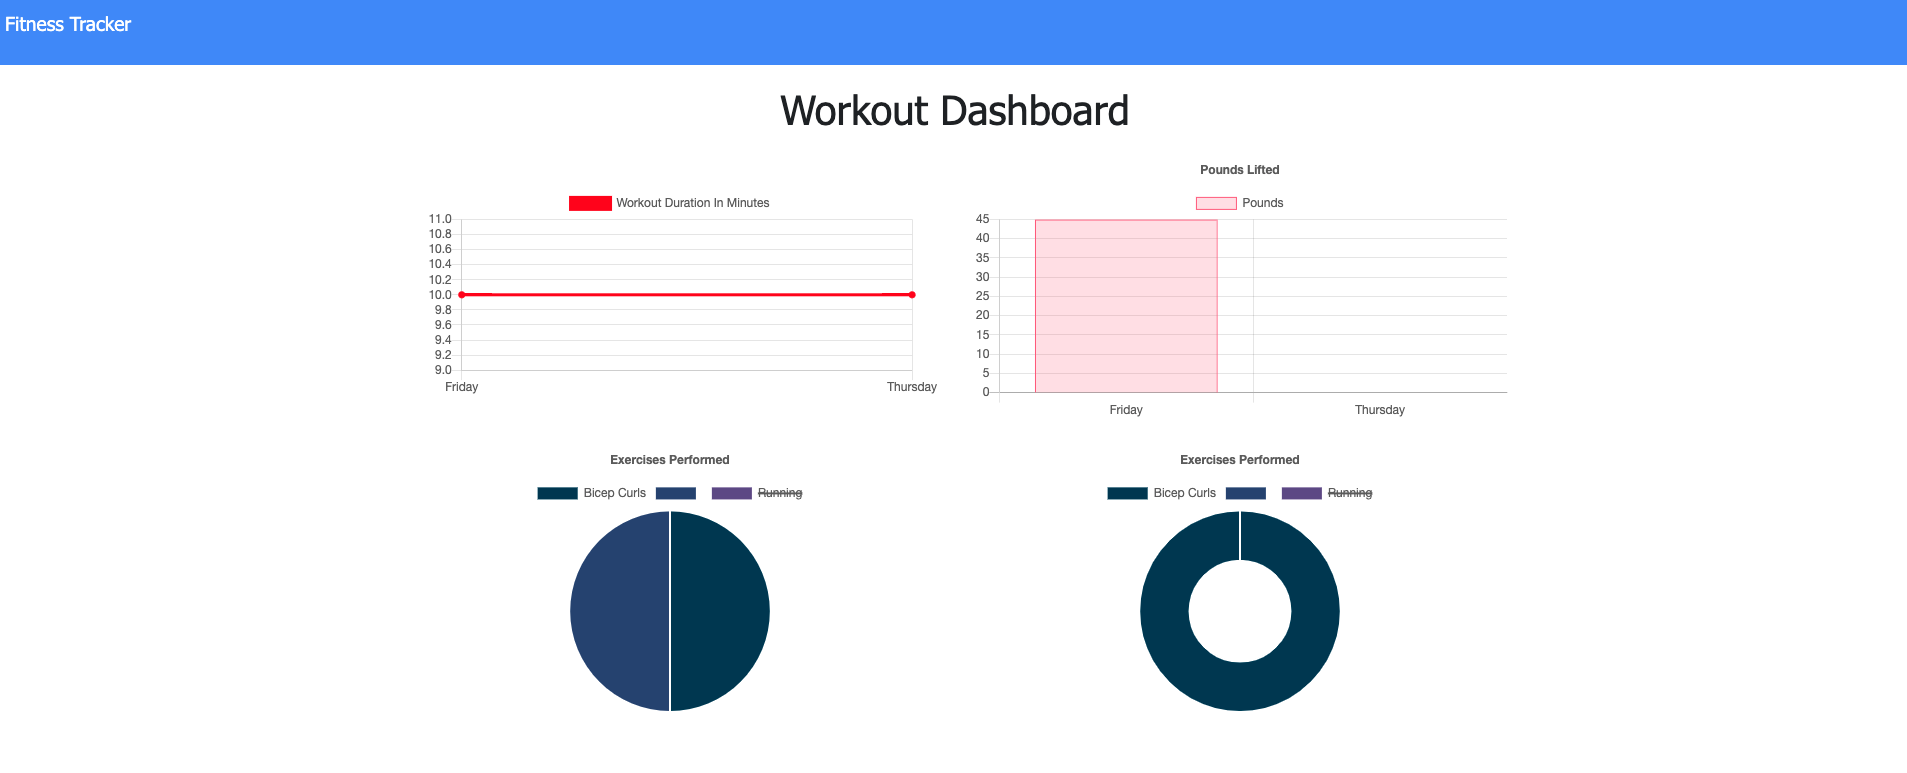 Fitness Tracker
Workout Dashboard
Workout Duration In Minutes
11.0
10.8
10.6
10.4
10.2
10.0
9.8
9.6
9.4
9.2
9.0
Friday Thursday
Pounds Lifted
Pounds
45
40
35
30
25
20
15
10
5
0
Friday Thursday
Exercises Performed
Bicep Curls Running
Exercises Performed
Bicep Curls Running